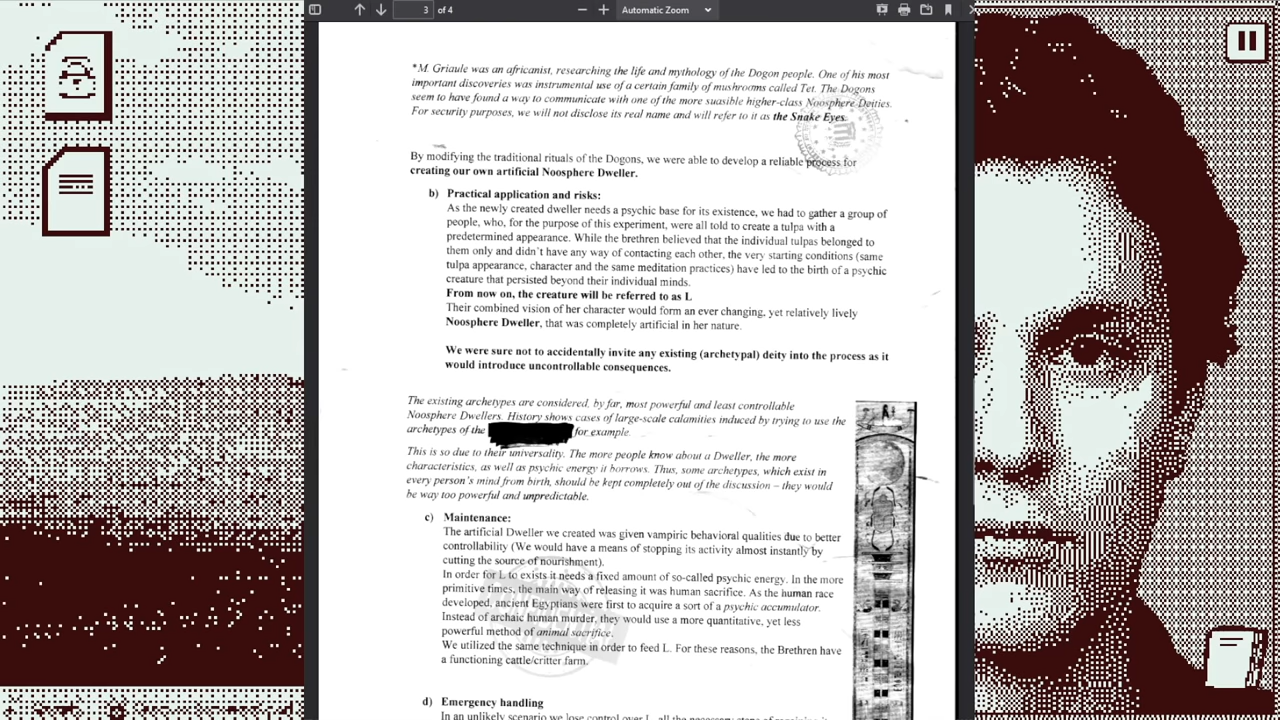 3 of 4
Automatic Zoom
*M. Griaule was an africanist, researching the life and mythology of the Dogon people. One of his most
important discoveries was instrumental use of a certain family of mushrooms called Tet. The Dogons
seem to have found a way to communicate with one of the more suasible higher-class Noosphere Deities.
For security purposes, we will not disclose its real name and will refer to it as the Snake Eyes.
By modifying the traditional rituals of the Dogons, we were able to develop a reliable process for
creating our own artificial Noosphere Dweller.
b) Practical application and risks:
As the newly created dweller needs a psychic base for its existence, we had to gather a group of
people, who, for the purpose of this experiment, were all told to create a tulpa with a
predetermined appearance. While the brethren believed that the individual tulpas belonged to
them only and didn't have any way of contacting each other, the very starting conditions (same
tulpa appearance, character and the same meditation practices) have led to the birth of a psychic
creature that persisted beyond their individual minds.
From now on, the creature will be referred to as L
Their combined vision of her character would form an ever changing, yet relatively lively
Noosphere Dweller, that was completely artificial in her nature.
We were sure not to accidentally invite any existing (archetypal) deity into the process as it
would introduce uncontrollable consequences.
The existing archetypes are considered, by far, most powerful and least controllable
Noosphere Dwellers. History shows cases of large-scale calamities induced by trying to use the
archetypes of the for example.
This is so due to their universality. The more people know about a Dweller, the more
characteristics, as well as psychic energy it borrows. Thus, some archetypes, which exist in
every person's mind from birth, should be kept completely out of the discussion – they would
be way too powerful and unpredictable.
c) Maintenance:
The artificial Dweller we created was given vampiric behavioral qualities due to better
controllability (We would have a means of stopping its activity almost instantly by
cutting the source of nourishment).
In order for L to exists it needs a fixed amount of so-called psychic energy. In the more
primitive times, the main way of releasing it was human sacrifice. As the human race
developed, ancient Egyptians were first to acquire a sort of a psychic accumulator.
Instead of archaic human murder, they would use a more quantitative, yet less
powerful method of animal sacrifice.
We utilized the same technique in order to feed L. For these reasons, the Brethren have
a functioning cattle/critter farm.
d) Emergency handling
In an unlikely scenario we lose control over L, all the necessary steps of